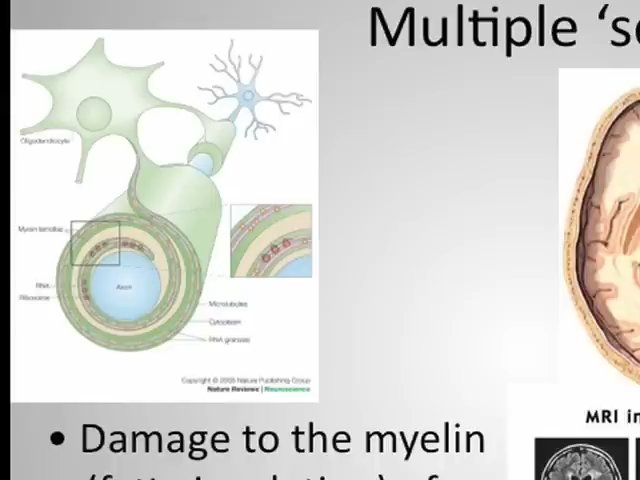 Multiple ‘s
Oligodendrocyte
Myelin lamellae
RNA
Ribosome
Axon
Microtubules
Cytoplasm
RNA granules
Copyright © 2005 Nature Publishing Group
Nature Reviews | Neuroscience
MRI in
• Damage to the myelin